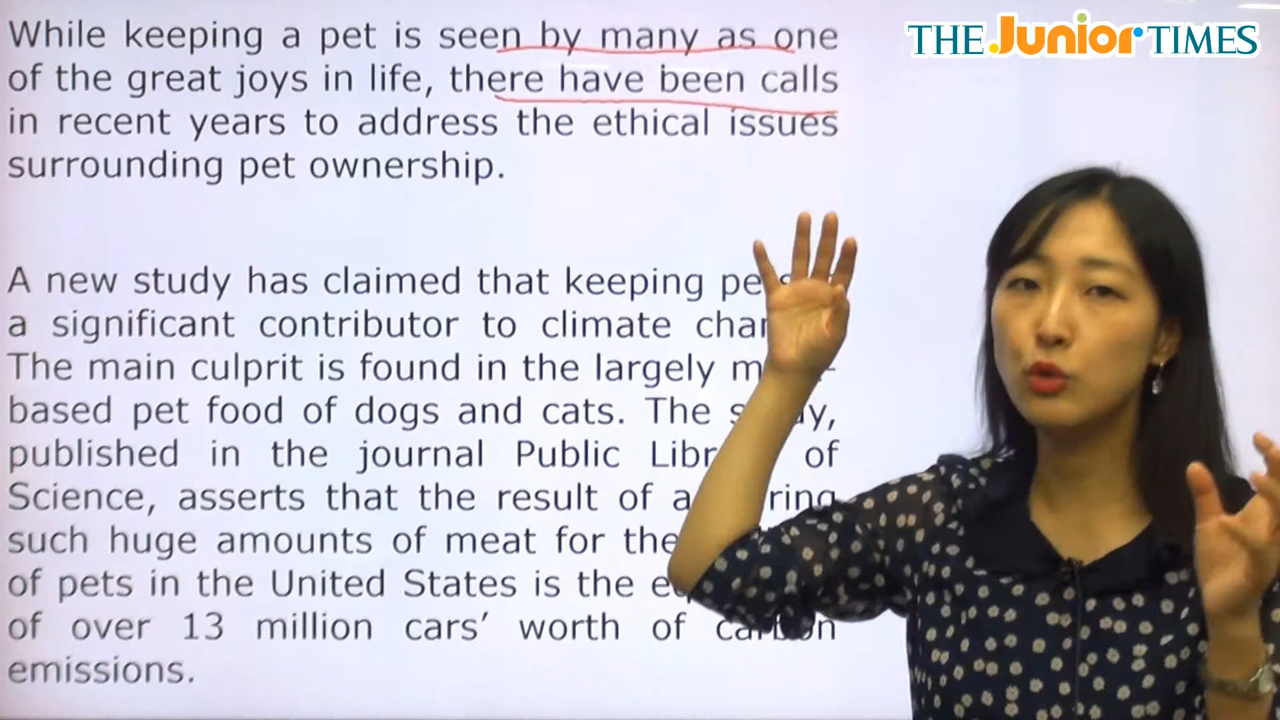 THE Junior TIMES
While keeping a pet is seen by many as one
of the great joys in life, there have been calls
in recent years to address the ethical issues
surrounding pet ownership.
A new study has claimed that keeping
a significant contributor to climate
The main culprit is found in the largely
based pet food of dogs and cats. The
published in the journal Public of
Science, asserts that the result of
such huge amounts of meat for the
of pets in the United States is the
of over 13 million cars’ worth of carbon
emissions.